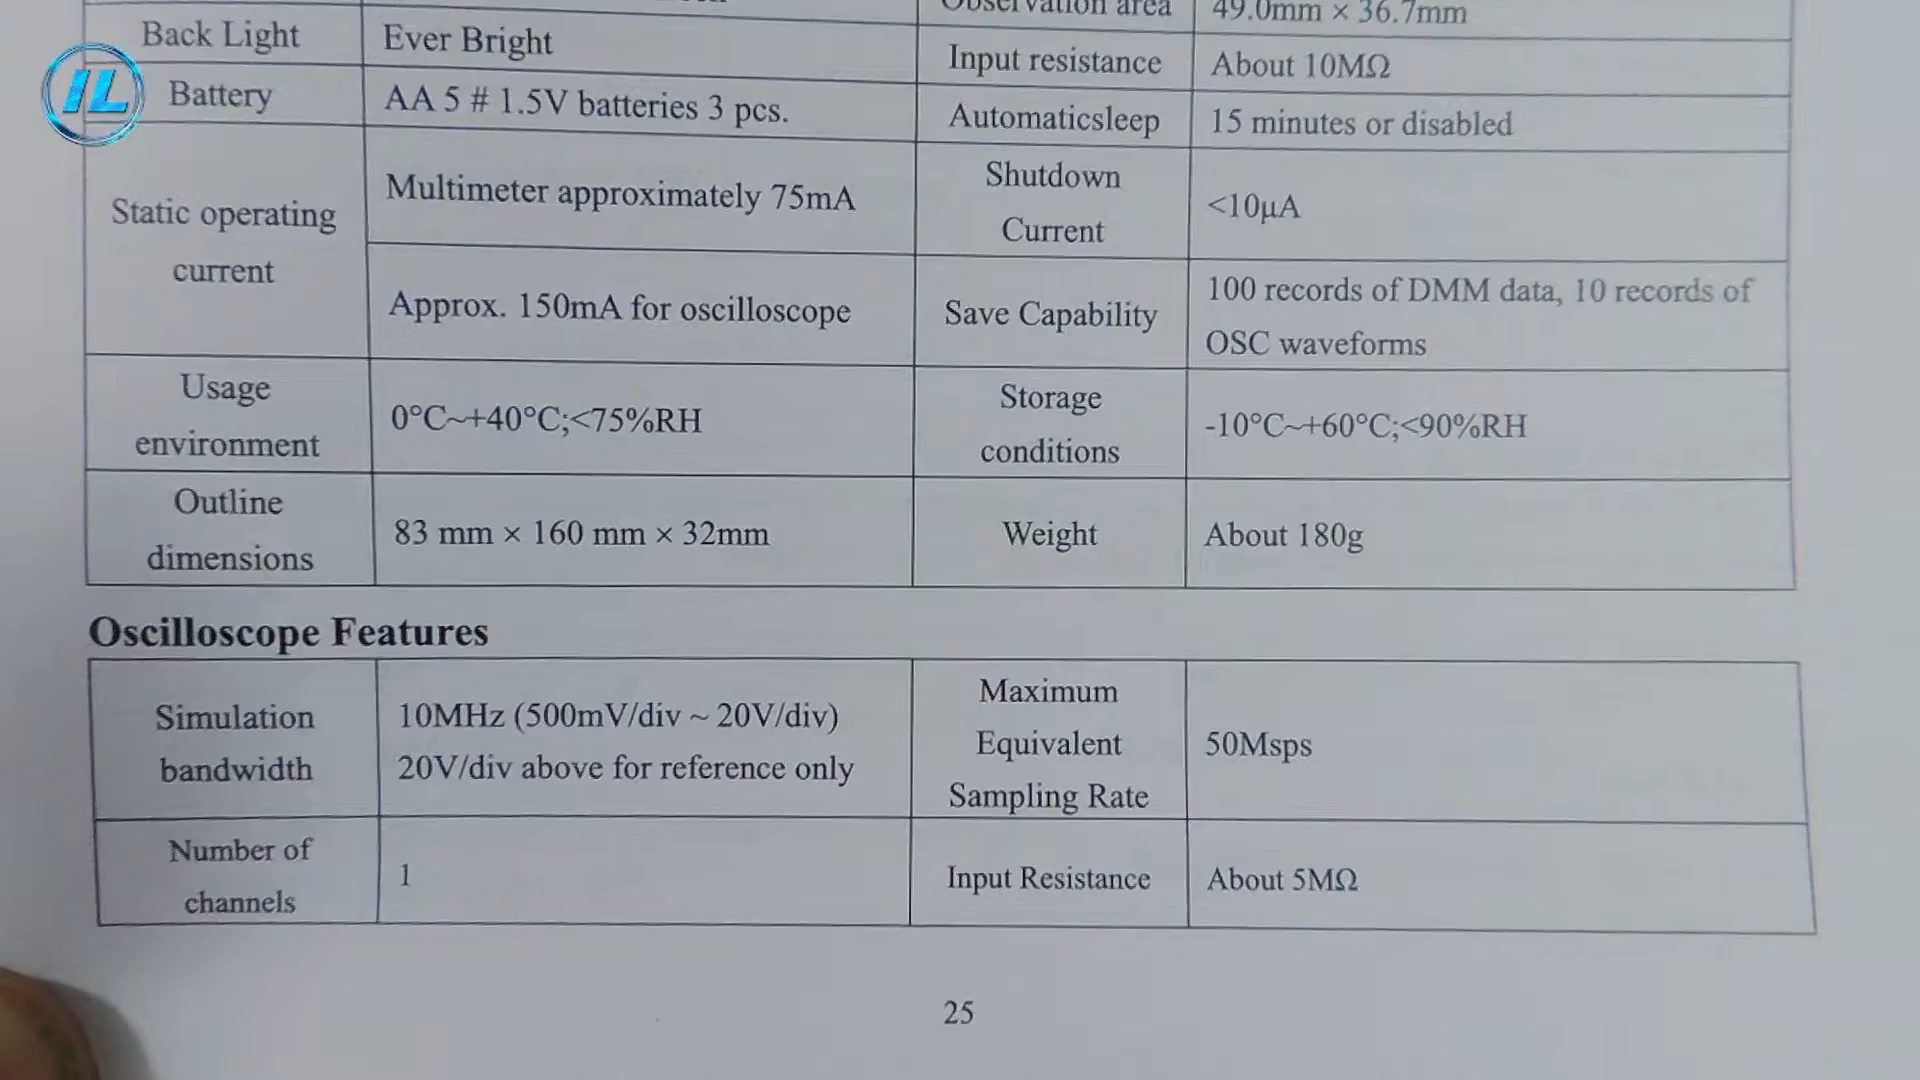 Observation area
49.0mm × 36.7mm
Back Light
Ever Bright
Input resistance
About 10MΩ
IL
Battery
AA 5 # 1.5V batteries 3 pcs.
Automaticsleep
15 minutes or disabled
Static operating
current
Multimeter approximately 75mA
Shutdown
Current
<10μA
Approx. 150mA for oscilloscope
Save Capability
100 records of DMM data, 10 records of
OSC waveforms
Usage
environment
0°C~+40°C;<75%RH
Storage
conditions
-10°C~+60°C;<90%RH
Outline
dimensions
83 mm × 160 mm × 32mm
Weight
About 180g
Oscilloscope Features
Simulation
bandwidth
10MHz (500mV/div ~ 20V/div)
20V/div above for reference only
Maximum
Equivalent
Sampling Rate
50Msps
Number of
channels
1
Input Resistance
About 5MΩ
25